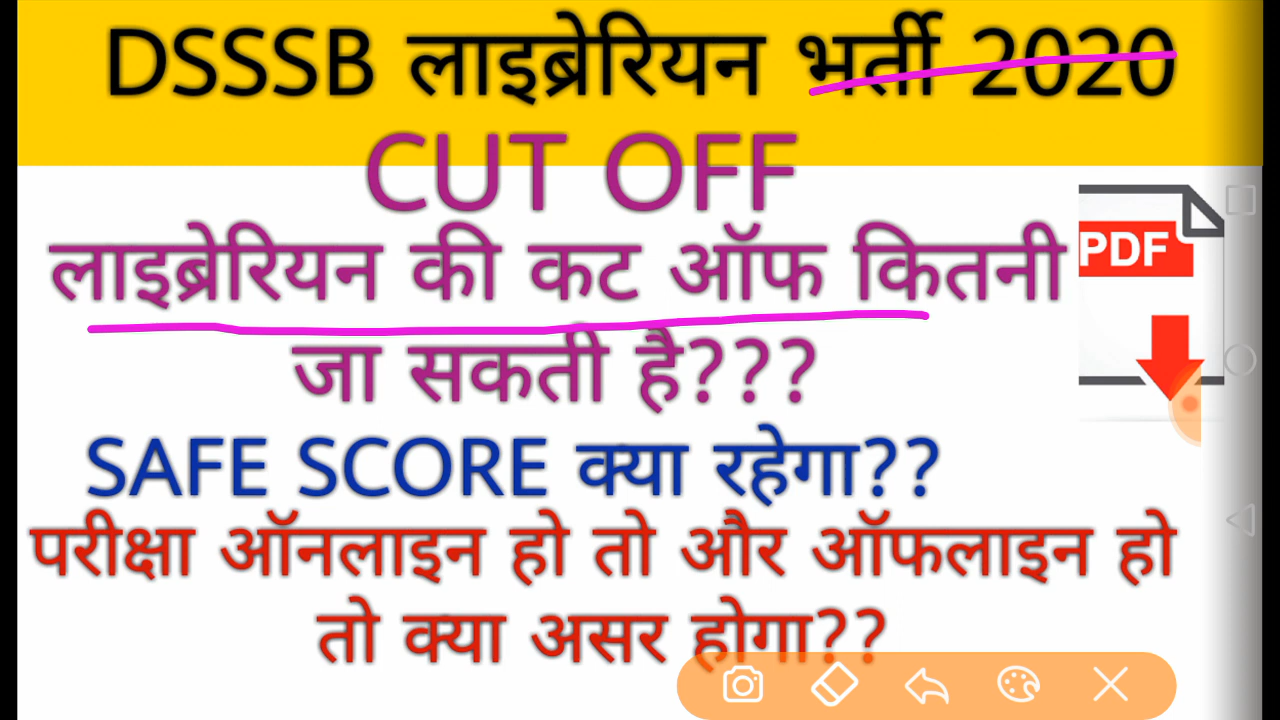 DSSSB लाइब्रेरियन भर्ती 2020
CUT OFF
लाइब्रेरियन की कट ऑफ कितनी
जा सकती है???
PDF
SAFE SCORE क्या रहेगा??
परीक्षा ऑनलाइन हो तो और ऑफलाइन हो
तो क्या असर होगा??